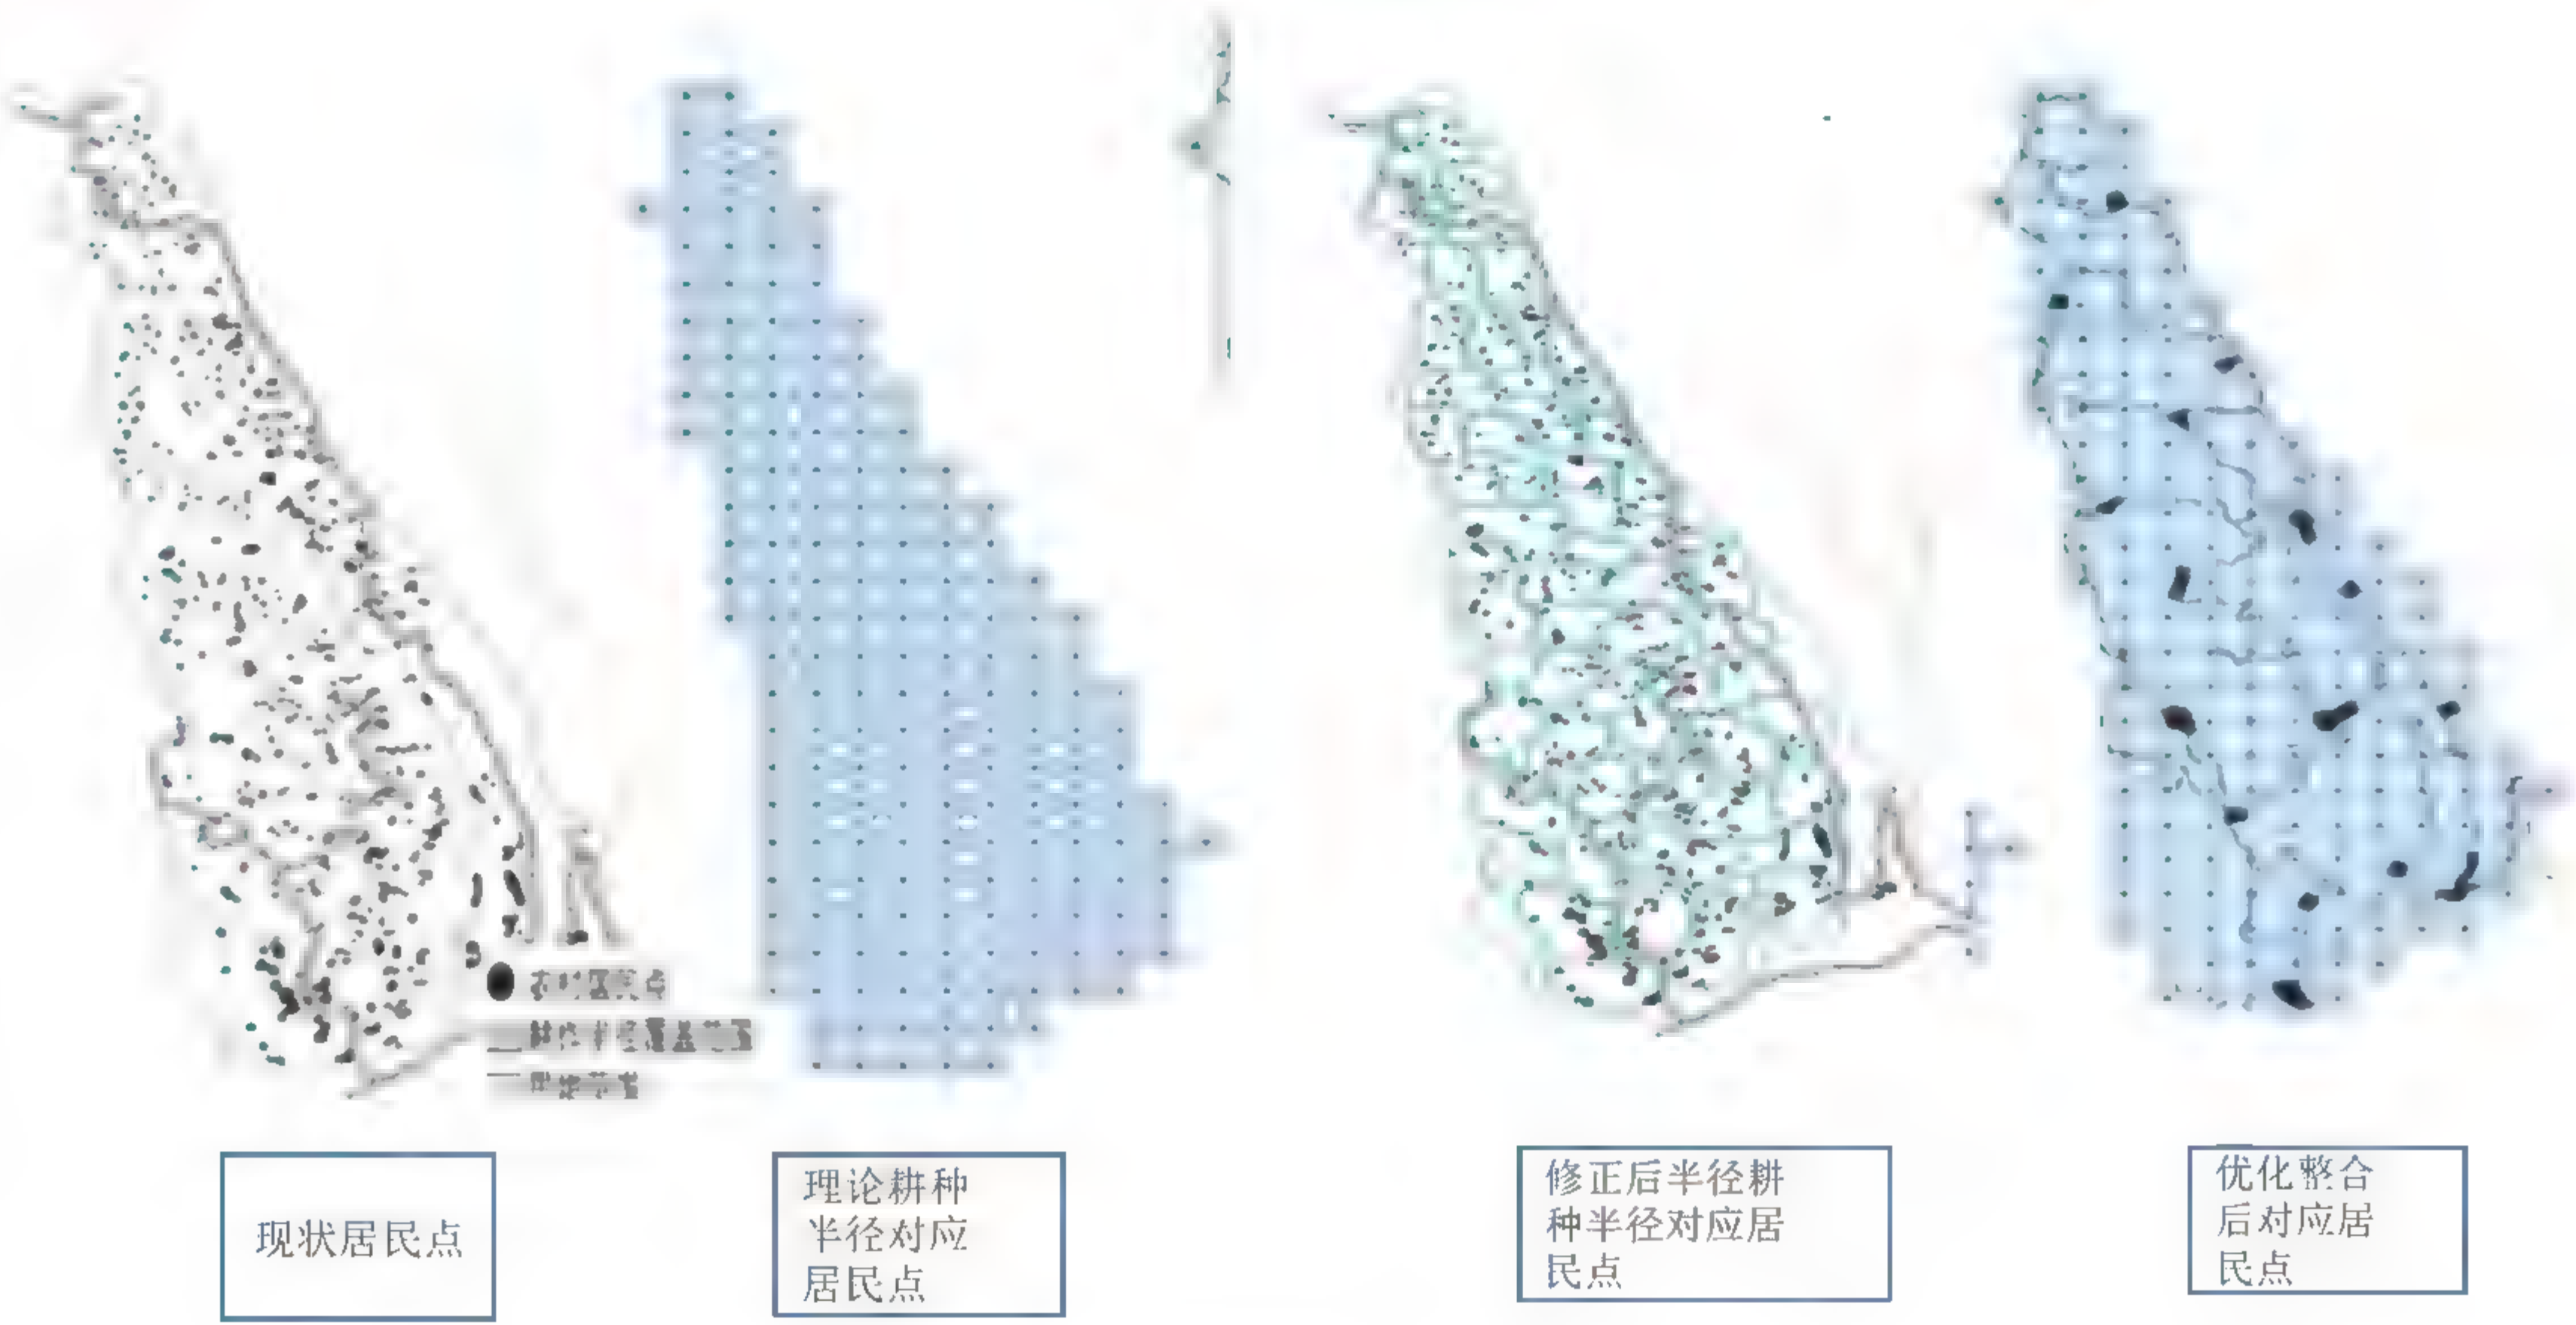 现状居民点
理论耕种
半径对应
居民点
修正后半径耕
种半径对应居
民点
优化整合
后对应居
民点